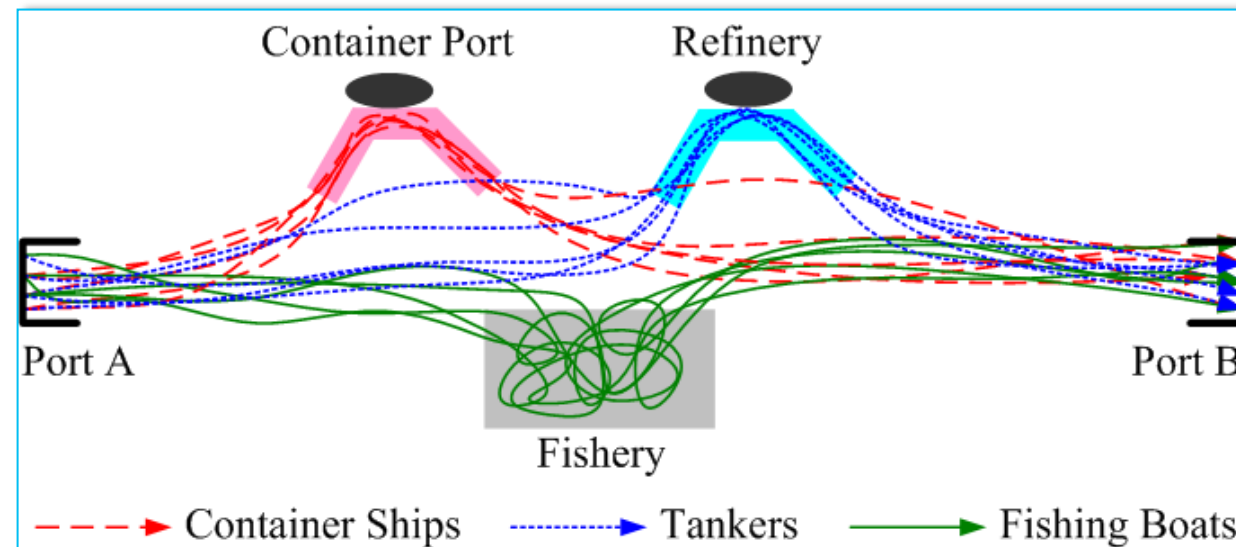 Container Port
Refinery
Port A
Port B
Fishery
Container Ships
Tankers
Fishing Boats